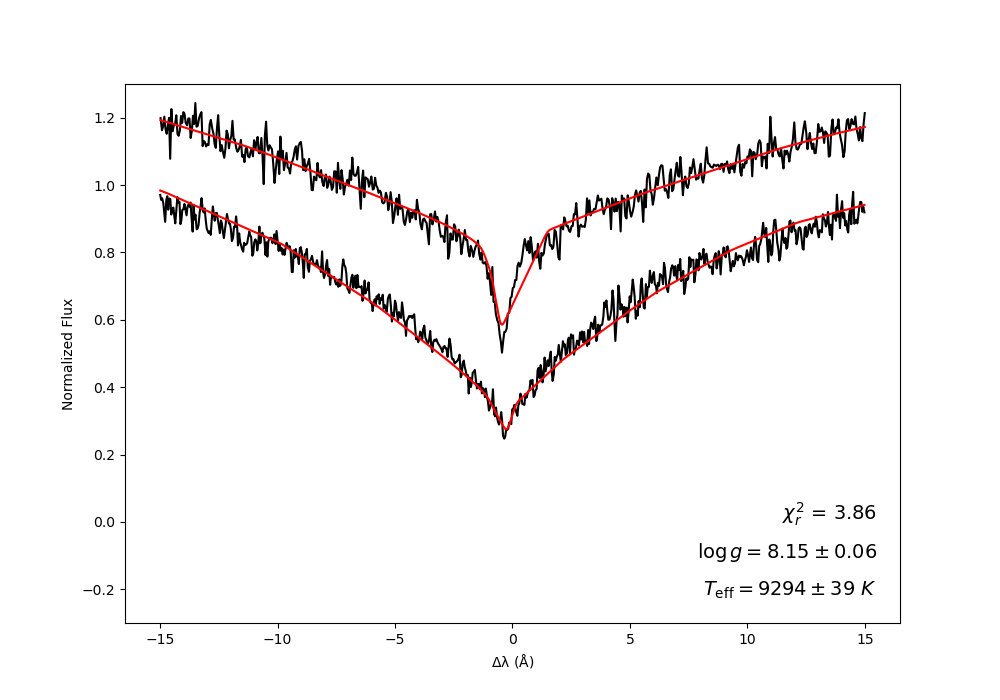 1.2
1.0
0.8
0.6
0.4
0.2
0.0
−0.2
Normalized Flux
χ²ᵣ = 3.86
log g = 8.15 ± 0.06
T_eff = 9294 ± 39 K
−15 −10 −5 0 5 10 15
Δλ (Å)